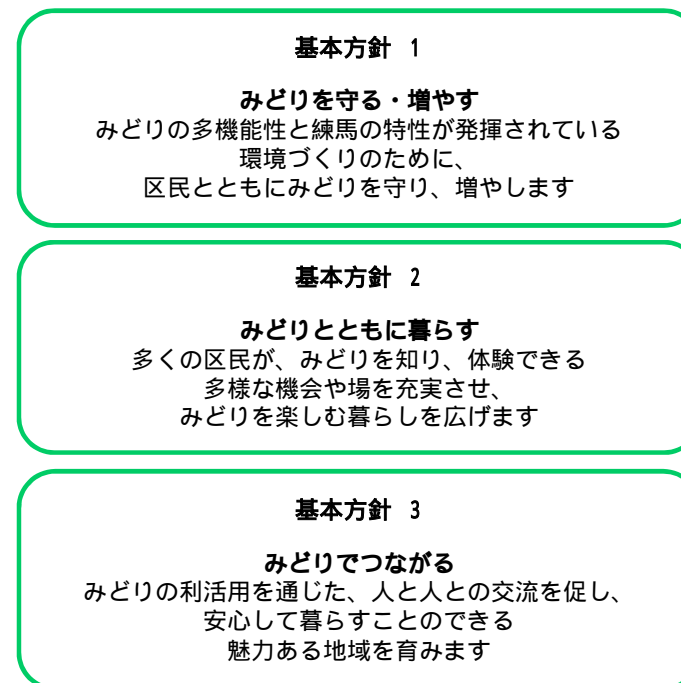 基本方針 1
みどりを守る・増やす
みどりの多機能性と練馬の特性が発揮されている
環境づくりのために、
区民とともにみどりを守り、増やします
基本方針 2
みどりとともに暮らす
多くの区民が、みどりを知り、体験できる
多様な機会や場を充実させ、
みどりを楽しむ暮らしを広げます
基本方針 3
みどりでつながる
みどりの利活用を通じた、人と人との交流を促し、
安心して暮らすことのできる
魅力ある地域を育みます